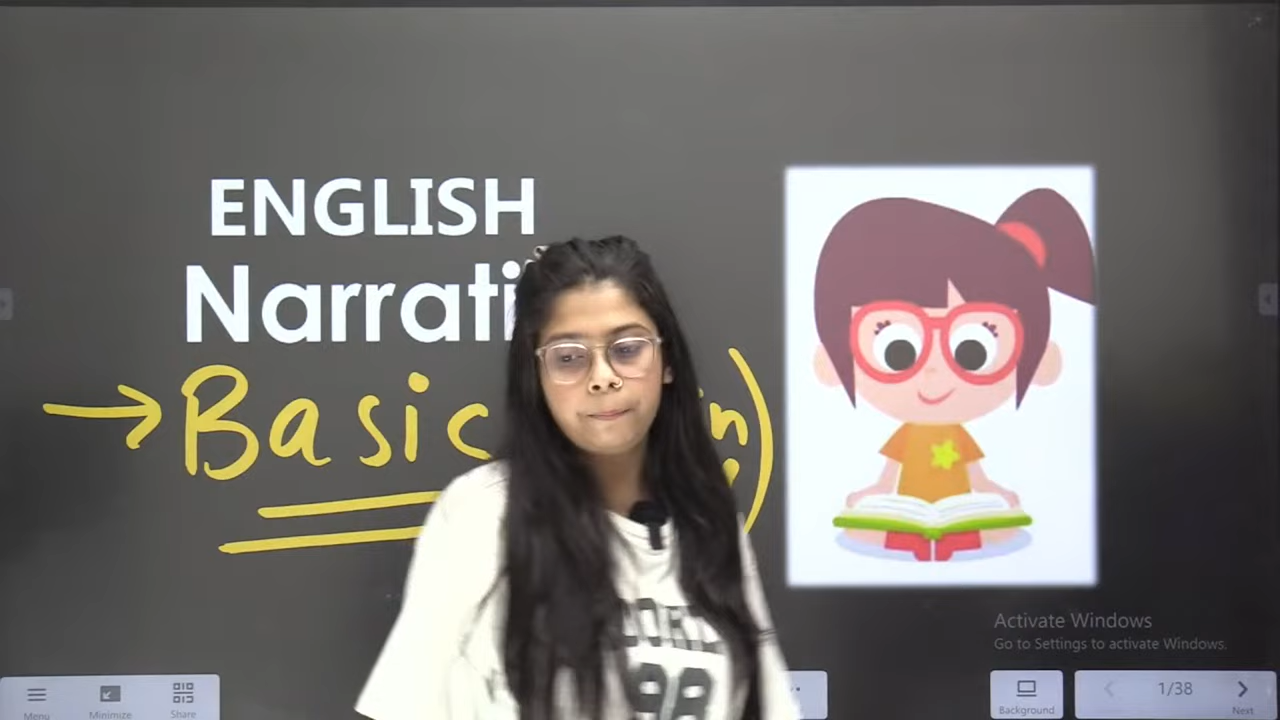 ENGLISH
Narrati
→ Basic
Activate Windows
Go to Settings to activate Windows.
Menu
Minimize
Share
Background
1/38
Next